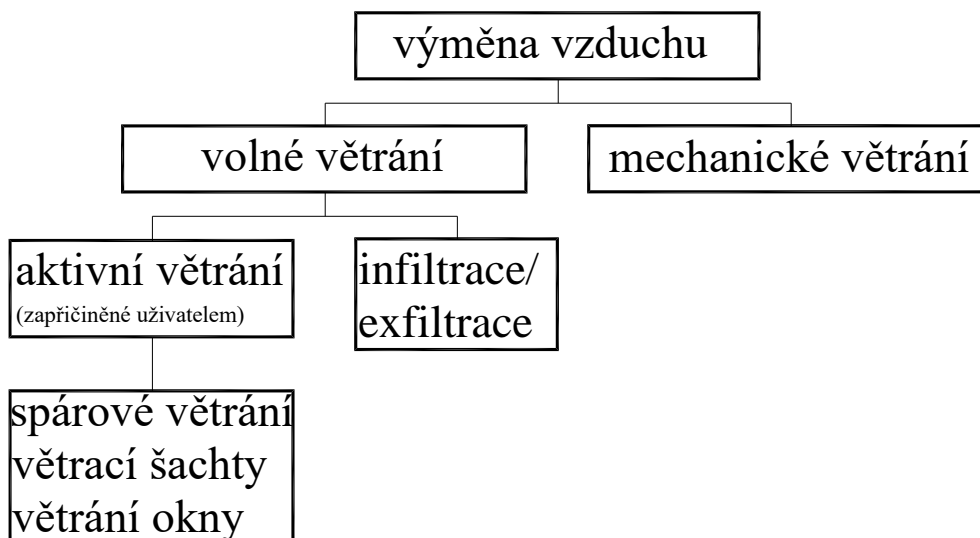 výměna vzduchu
volné větrání
mechanické větrání
aktivní větrání
(zapřičiněné uživatelem)
infiltrace/
exfiltrace
spárové větrání
větrací šachty
větrání okny